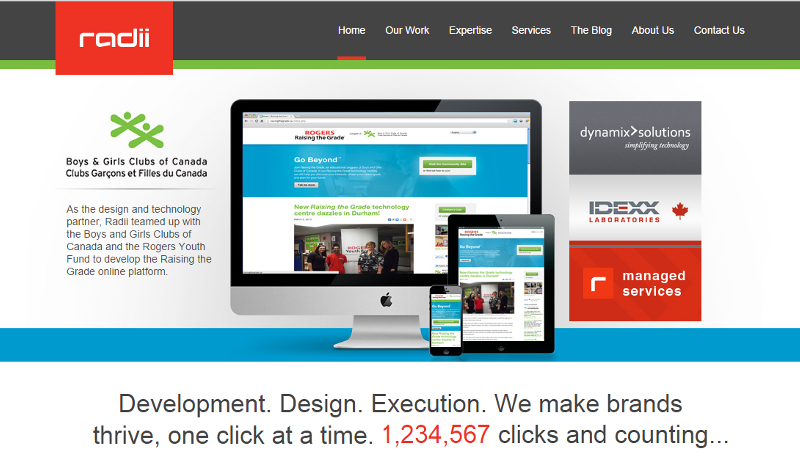 radii
Home Our Work Expertise Services The Blog About Us Contact Us
Boys & Girls Clubs of Canada
Clubs Garçons et Filles du Canada
As the design and technology
partner, Radii teamed up with
the Boys and Girls Clubs of
Canada and the Rogers Youth
Fund to develop the Raising the
Grade online platform.
ROGERS
Raising the Grade
Go Beyond
New Raising the Grade technology
centre dazzles in Durham!
dynamix>solutions
simplifying technology
IDEXX
LABORATORIES
r managed
services
Development. Design. Execution. We make brands
thrive, one click at a time. 1,234,567 clicks and counting...